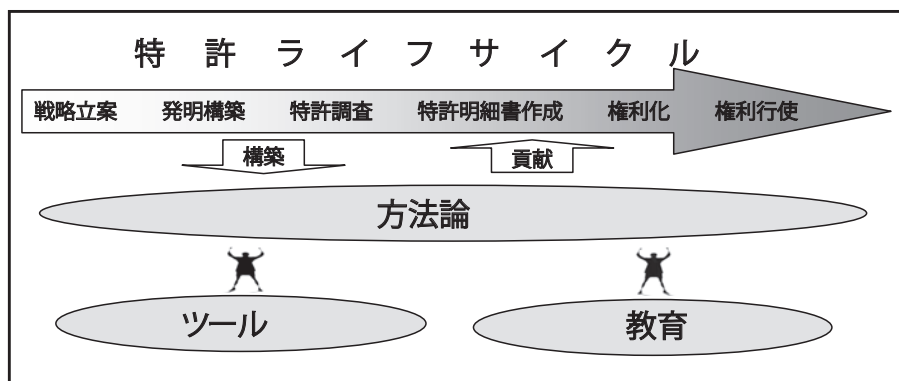 特許ライフサイクル
戦略立案 発明構築 特許調査 特許明細書作成 権利化 権利行使
構築 貢献
方法論
ツール 教育